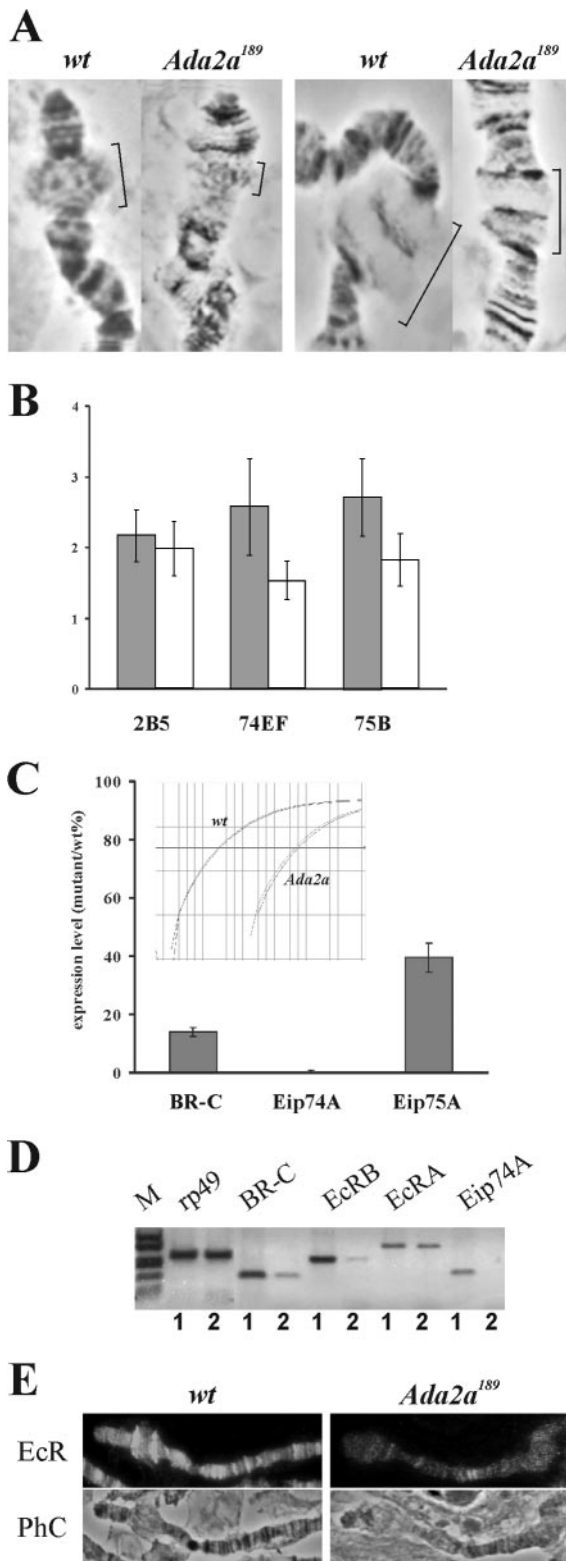 A
wt Ada2a189 wt Ada2a189
B
4
3
2
1
0
2B5 74EF 75B
C
expression level (mutant/wt%)
100
80
60
40
20
0
wt
Ada2a
BR-C Eip74A Eip75A
D
M rp49 BR-C EcRB EcRA Eip74A
1 2 1 2 1 2 1 2 1 2
E
wt Ada2a189
EcR
PhC